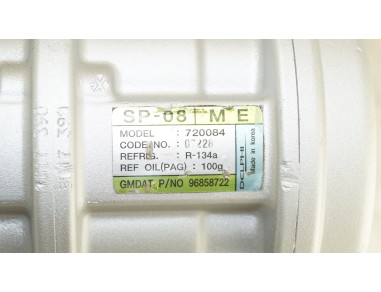 SP-08 M E
MODEL : 720084
CODE NO. :
REFRIG. : R-134a
REF OIL(PAG) : 100g
GMDAT. P/NO 96858722
DELPHI
Made in korea